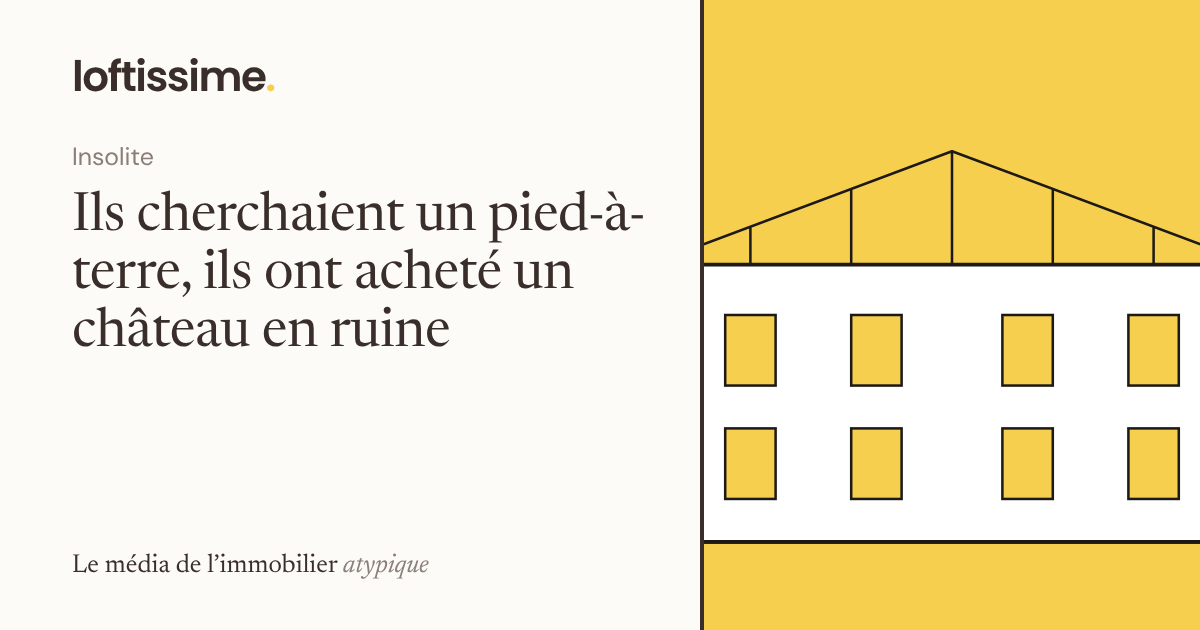 loftissime.
Insolite
Ils cherchaient un pied-à-
terre, ils ont acheté un
château en ruine
Le média de l’immobilier atypique